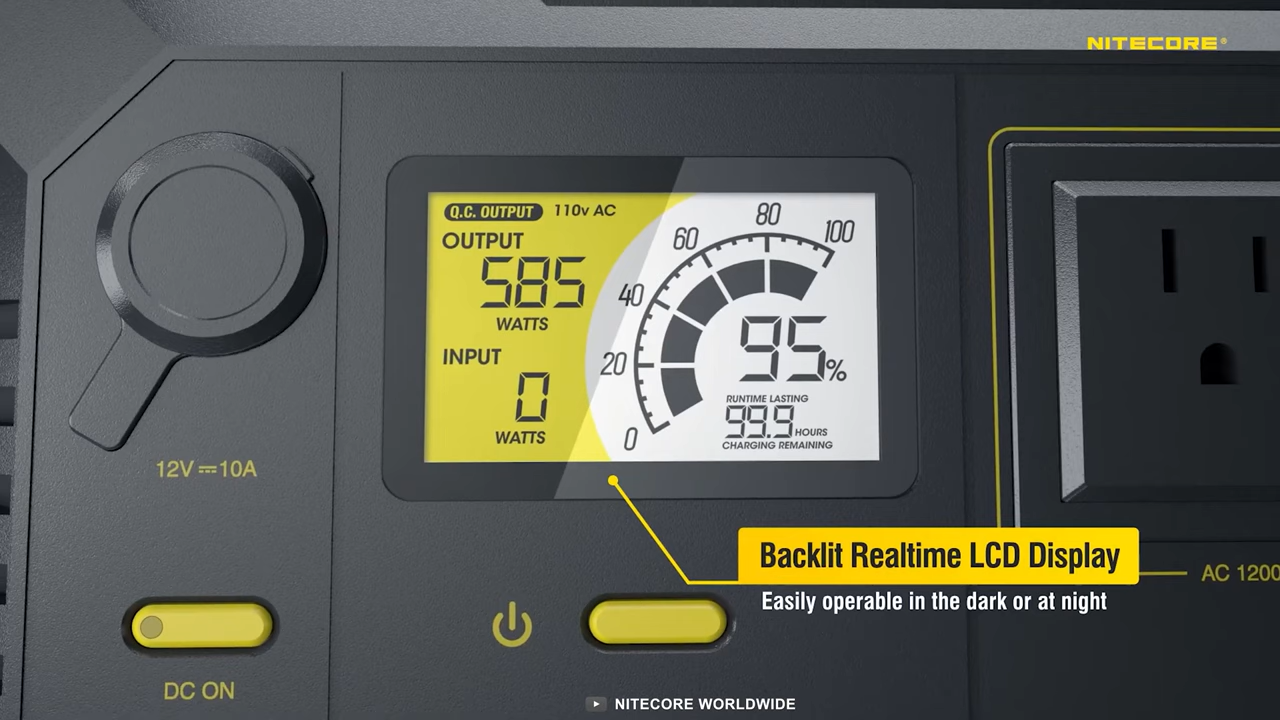 NITECORE®
Q.C. OUTPUT 110v AC
OUTPUT
585
WATTS
INPUT
0
WATTS
0
20
40
60
80
100
95%
RUNTIME LASTING
99.9 HOURS
CHARGING REMAINING
12V⎓10A
Backlit Realtime LCD Display
Easily operable in the dark or at night
AC 1200
DC ON
NITECORE WORLDWIDE